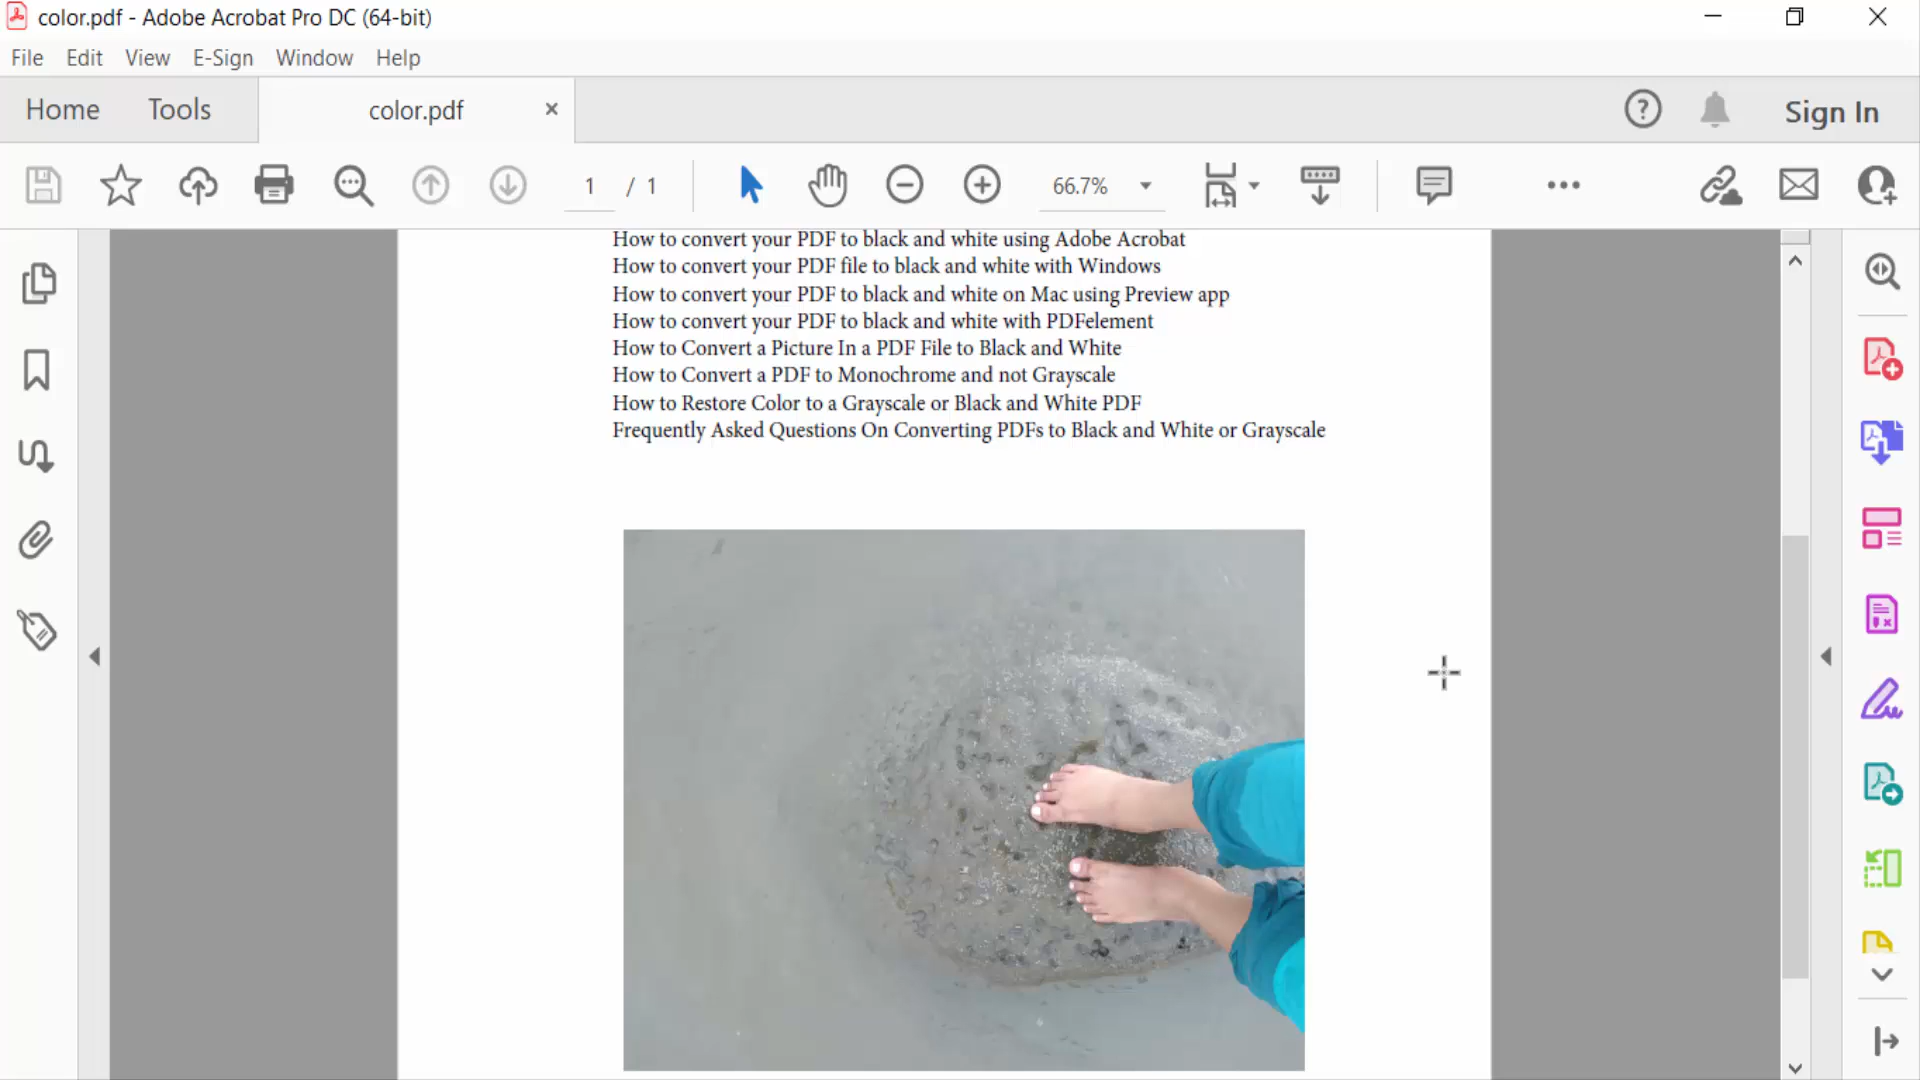 color.pdf - Adobe Acrobat Pro DC (64-bit)
File Edit View E-Sign Window Help
Home Tools color.pdf Sign In
1 / 1 66.7%
How to convert your PDF to black and white using Adobe Acrobat
How to convert your PDF file to black and white with Windows
How to convert your PDF to black and white on Mac using Preview app
How to convert your PDF to black and white with PDFelement
How to Convert a Picture In a PDF File to Black and White
How to Convert a PDF to Monochrome and not Grayscale
How to Restore Color to a Grayscale or Black and White PDF
Frequently Asked Questions On Converting PDFs to Black and White or Grayscale